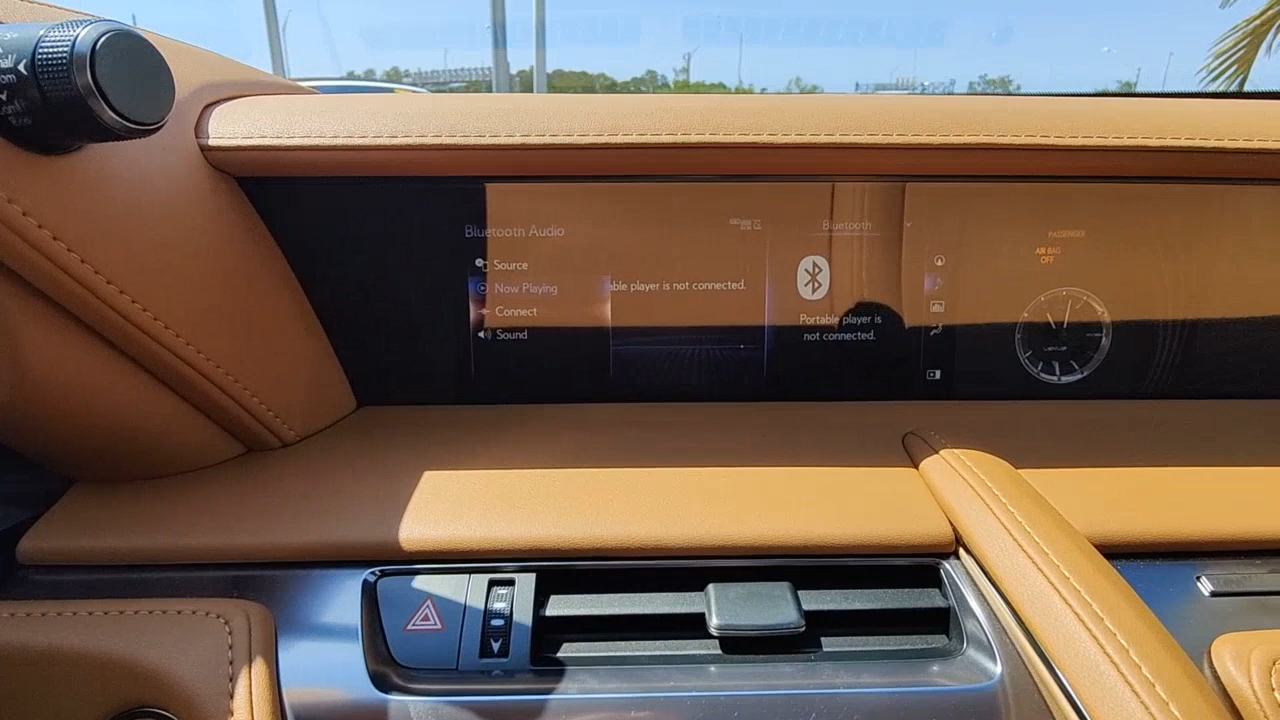 Bluetooth Audio
Source
Now Playing
Connect
Sound
able player is not connected.
Bluetooth
Portable player is
not connected.
PASSENGER
AIR BAG
OFF
LEXUS